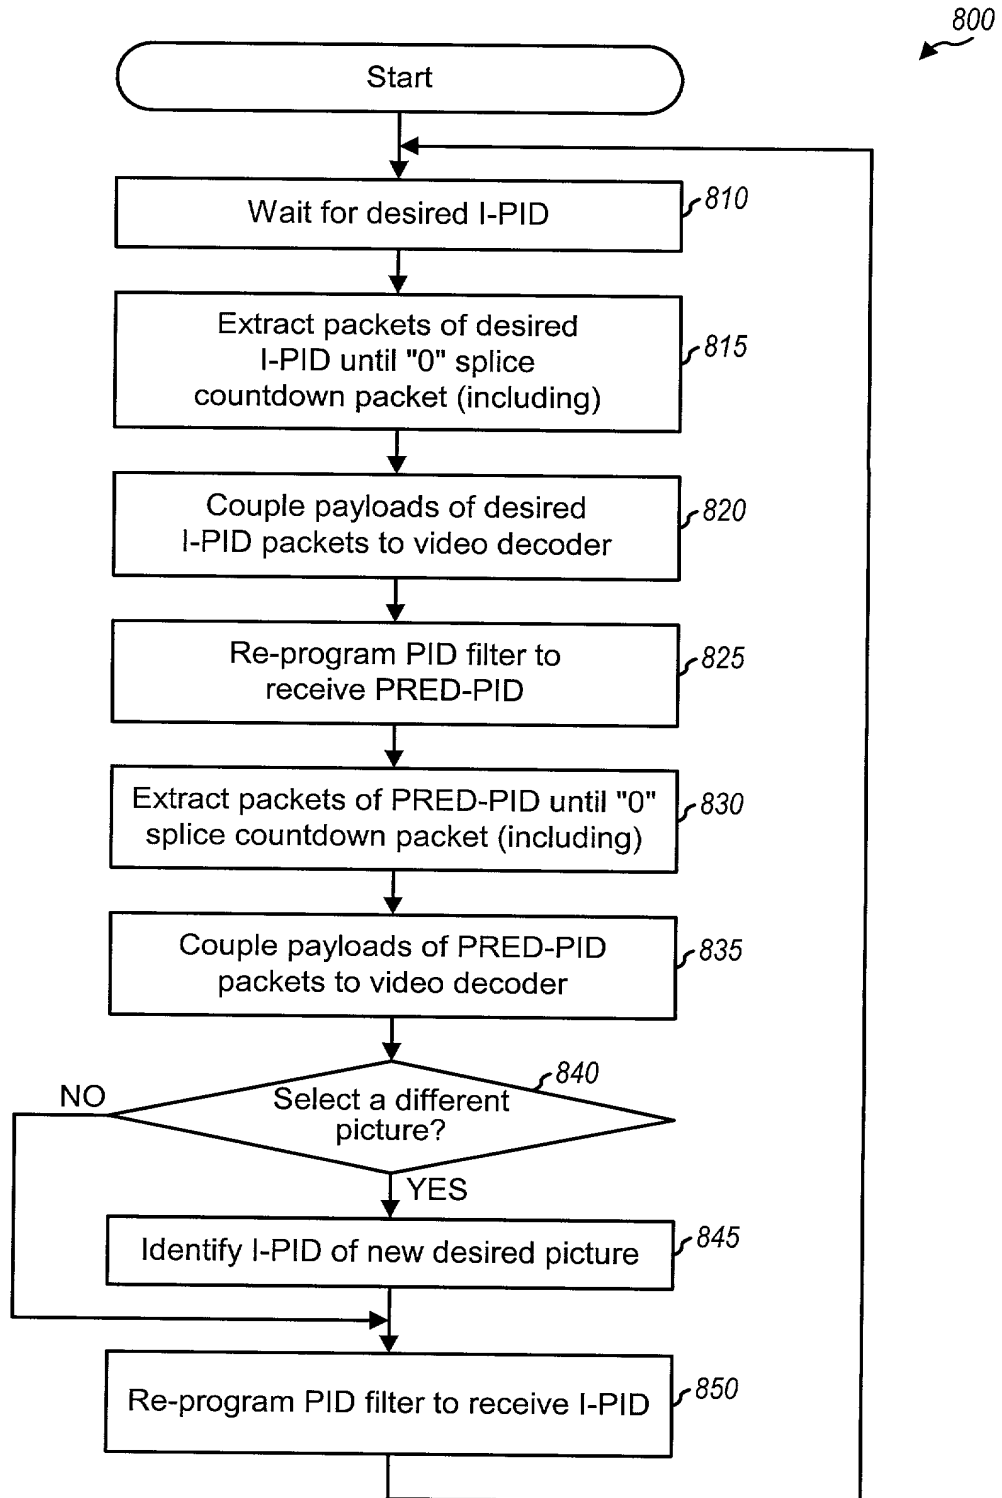 800
Start
Wait for desired I-PID
810
Extract packets of desired
I-PID until "0" splice
countdown packet (including)
815
Couple payloads of desired
I-PID packets to video decoder
820
Re-program PID filter to
receive PRED-PID
825
Extract packets of PRED-PID until "0"
splice countdown packet (including)
830
Couple payloads of PRED-PID
packets to video decoder
835
840
NO
Select a different
picture?
YES
Identify I-PID of new desired picture
845
Re-program PID filter to receive I-PID
850